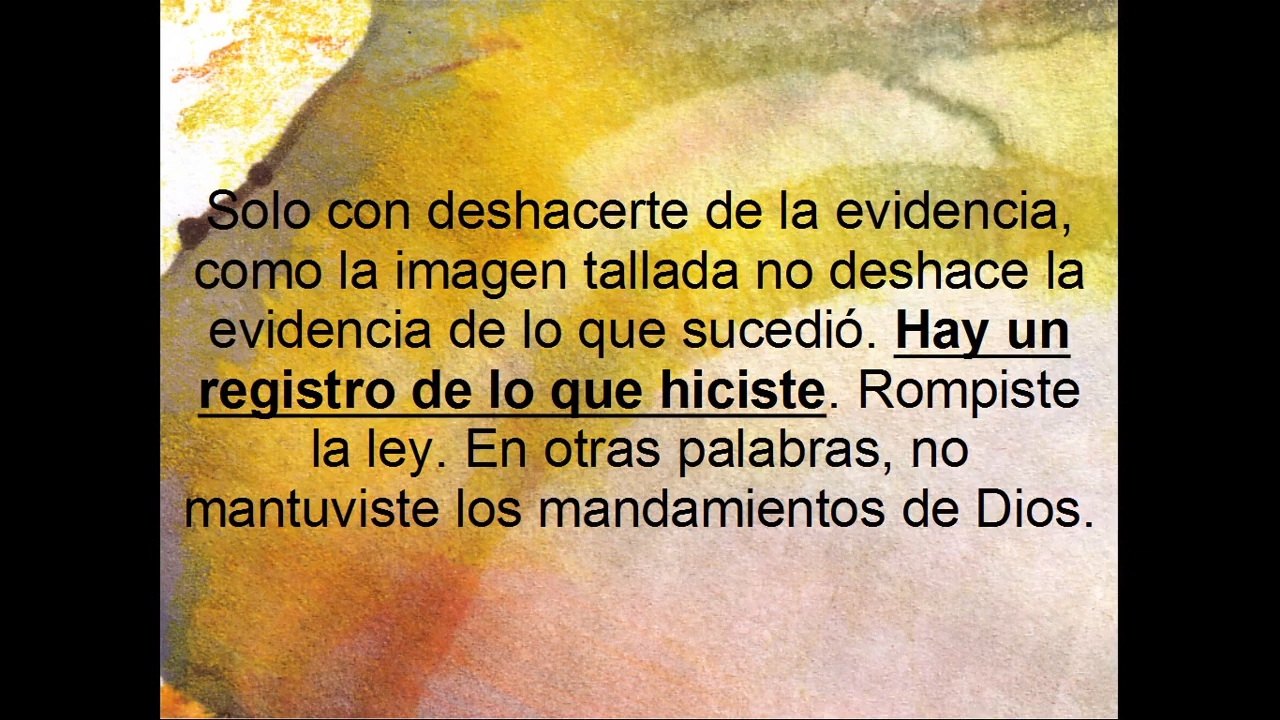 Solo con deshacerte de la evidencia,
como la imagen tallada no deshace la
evidencia de lo que sucedió. Hay un
registro de lo que hiciste. Rompiste
la ley. En otras palabras, no
mantuviste los mandamientos de Dios.